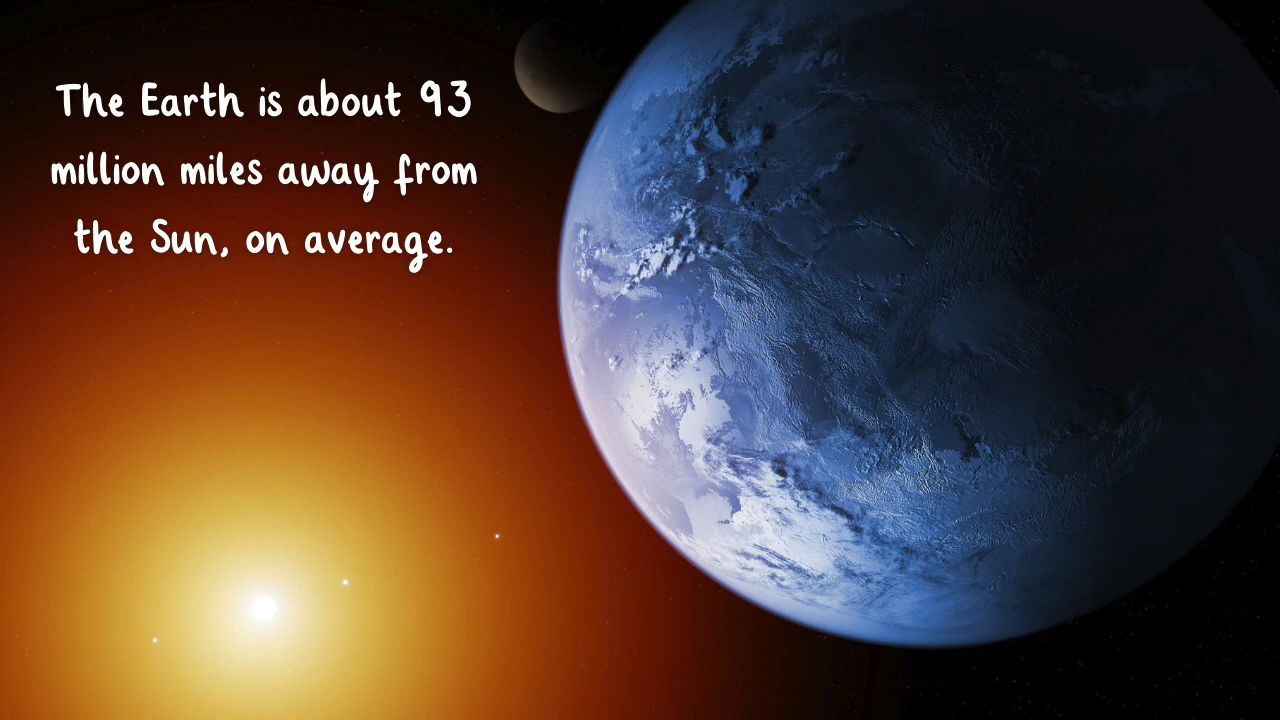 The Earth is about 93
million miles away from
the Sun, on average.